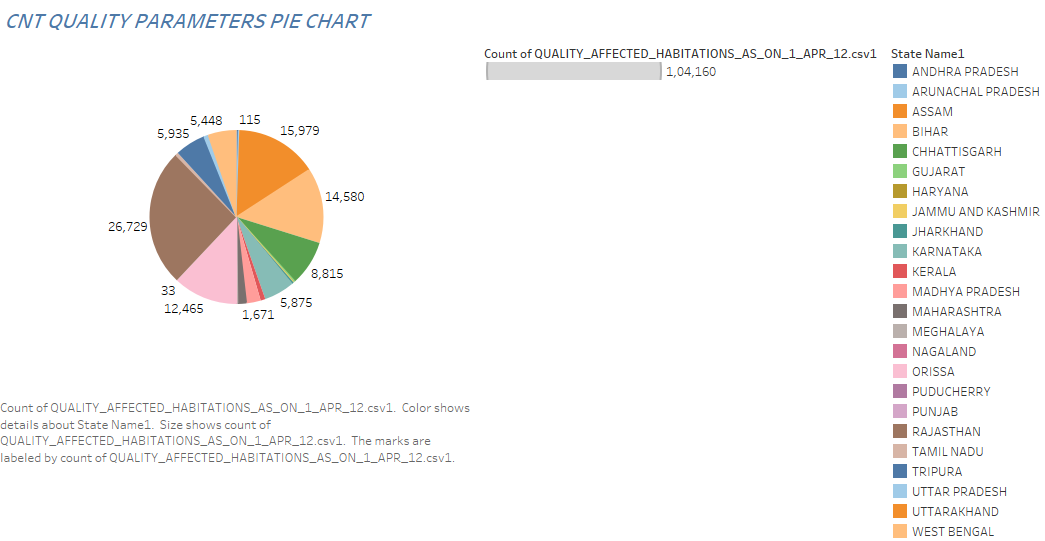 CNT QUALITY PARAMETERS PIE CHART
Count of QUALITY_AFFECTED_HABITATIONS_AS_ON_1_APR_12.csv1
1,04,160
State Name1
ANDHRA PRADESH
ARUNACHAL PRADESH
ASSAM
BIHAR
CHHATTISGARH
GUJARAT
HARYANA
JAMMU AND KASHMIR
JHARKHAND
KARNATAKA
KERALA
MADHYA PRADESH
MAHARASHTRA
MEGHALAYA
NAGALAND
ORISSA
PUDUCHERRY
PUNJAB
RAJASTHAN
TAMIL NADU
TRIPURA
UTTAR PRADESH
UTTARAKHAND
WEST BENGAL
115
15,979
14,580
8,815
5,875
1,671
12,465
33
26,729
5,935
5,448
Count of QUALITY_AFFECTED_HABITATIONS_AS_ON_1_APR_12.csv1.  Color shows
details about State Name1.  Size shows count of
QUALITY_AFFECTED_HABITATIONS_AS_ON_1_APR_12.csv1.  The marks are
labeled by count of QUALITY_AFFECTED_HABITATIONS_AS_ON_1_APR_12.csv1.